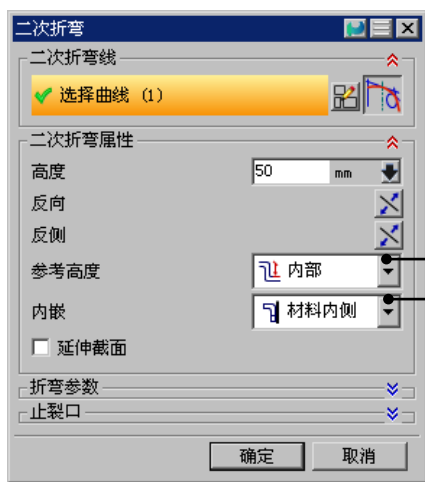 二次折弯
二次折弯线
选择曲线 (1)
二次折弯属性
高度 50 mm
反向
反侧
参考高度 内部
内嵌 材料内侧
延伸截面
折弯参数
止裂口
确定 取消